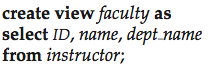 create view faculty as
select ID, name, dept_name
from instructor;